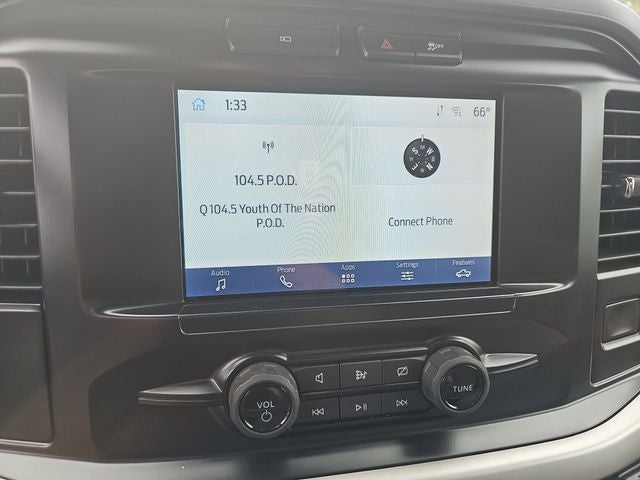 OFF
1:33
66°
104.5 P.O.D.
Q 104.5 Youth Of The Nation
P.O.D.
S
W
E
N
Connect Phone
Audio
Phone
Apps
Settings
Features
VOL
TUNE